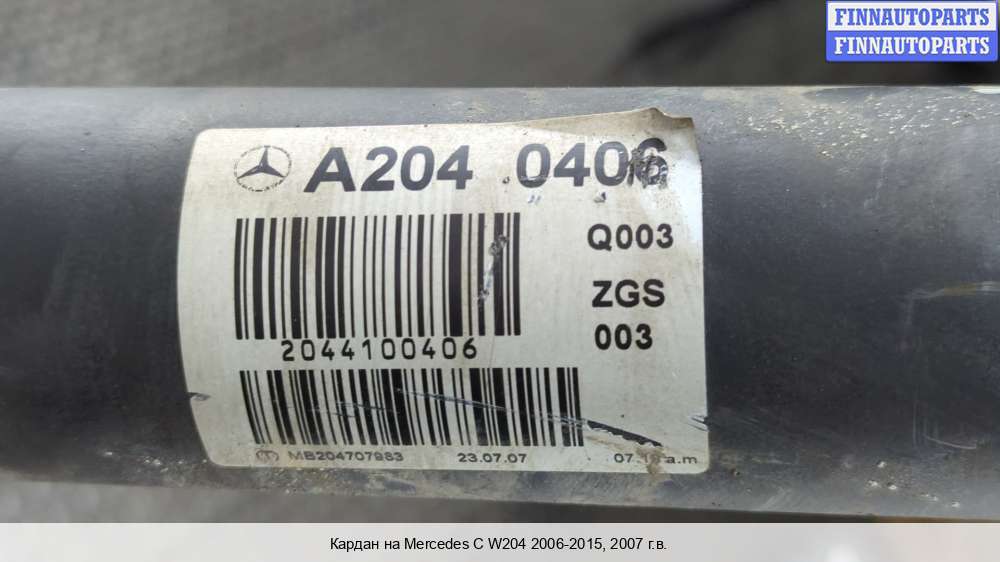 FINNAUTOPARTS
FINNAUTOPARTS
A204 0406
Q003
ZGS
003
2044100406
MB204707983 23.07.07 a.m
Кардан на Mercedes C W204 2006-2015, 2007 г.в.